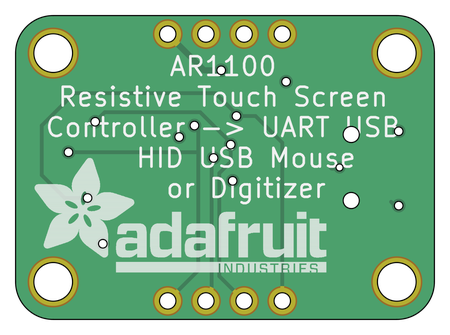 AR1100
Resistive Touch Screen
Controller -> UART USB
HID USB Mouse
or Digitizer
adafruit
INDUSTRIES